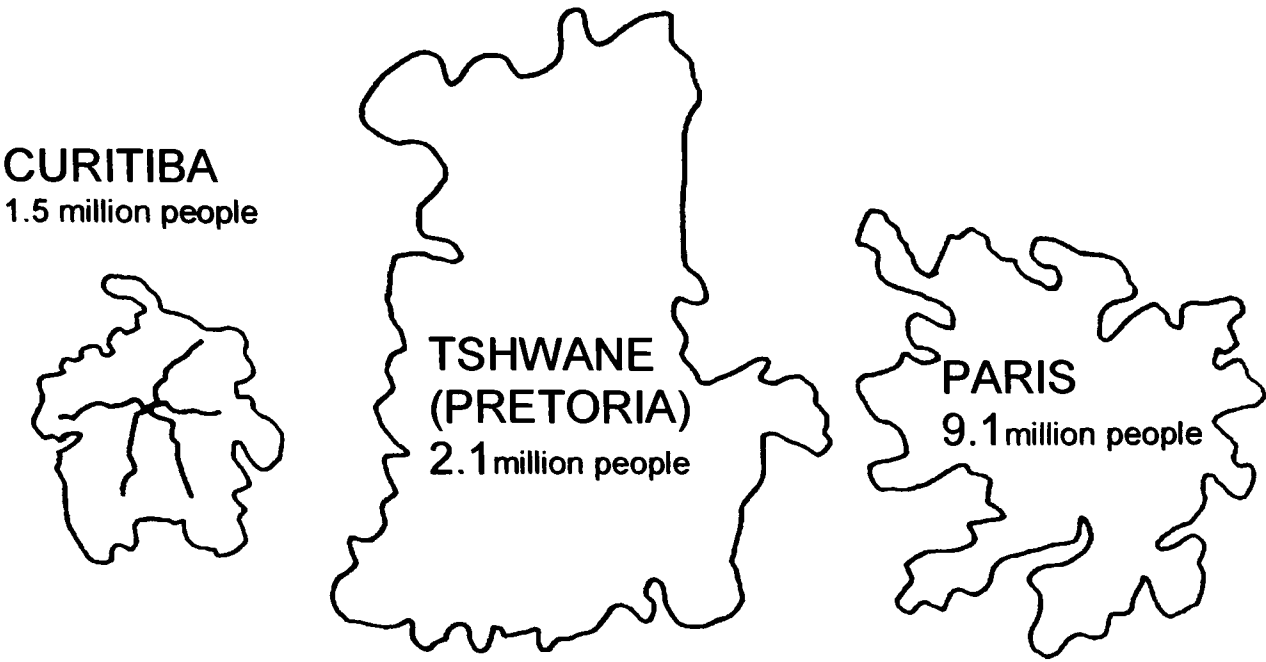 CURITIBA
1.5 million people
TSHWANE
(PRETORIA)
2.1 million people
PARIS
9.1 million people